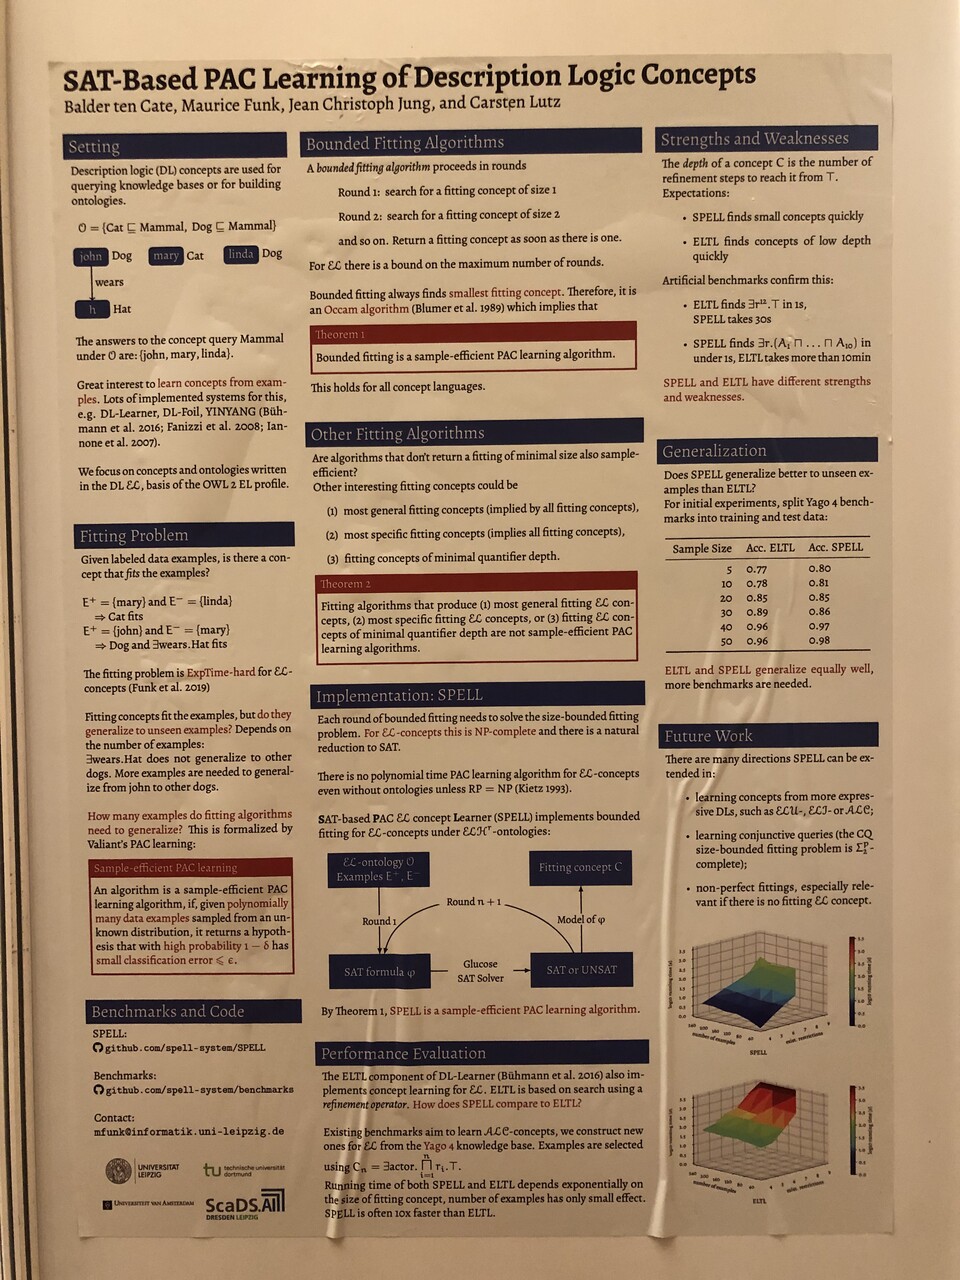 SAT-Based PAC Learning of Description Logic Concepts
Balder ten Cate, Maurice Funk, Jean Christoph Jung, and Carsten Lutz
Setting
Description logic (DL) concepts are used for
querying knowledge bases or for building
ontologies.
O = {Cat ⊑ Mammal, Dog ⊑ Mammal}
john Dog mary Cat linda Dog
wears
h Hat
The answers to the concept query Mammal
under O are: {john, mary, linda}.
Great interest to learn concepts from exam-
ples. Lots of implemented systems for this,
e.g. DL-Learner, DL-Foil, YINYANG (Büh-
mann et al. 2016; Fanizzi et al. 2008; Ian-
none et al. 2007).
We focus on concepts and ontologies written
in the DL ℰℒ, basis of the OWL 2 EL profile.
Fitting Problem
Given labeled data examples, is there a con-
cept that fits the examples?
E⁺ = {mary} and E⁻ = {linda}
⇒ Cat fits
E⁺ = {john} and E⁻ = {mary}
⇒ Dog and ∃wears.Hat fits
The fitting problem is ExpTime-hard for ℰℒ-
concepts (Funk et al. 2019)
Fitting concepts fit the examples, but do they
generalize to unseen examples? Depends on
the number of examples:
∃wears.Hat does not generalize to other
dogs. More examples are needed to general-
ize from john to other dogs.
How many examples do fitting algorithms
need to generalize? This is formalized by
Valiant's PAC learning:
Sample-efficient PAC learning
An algorithm is a sample-efficient PAC
learning algorithm, if, given polynomially
many data examples sampled from an un-
known distribution, it returns a hypoth-
esis that with high probability 1 − δ has
small classification error ⩽ ϵ.
Benchmarks and Code
SPELL:
github.com/spell-system/SPELL
Benchmarks:
github.com/spell-system/benchmarks
Contact:
mfunk@informatik.uni-leipzig.de
UNIVERSITÄT
LEIPZIG
tu technische universität
dortmund
UNIVERSITEIT VAN AMSTERDAM
ScaDS.AI
DRESDEN LEIPZIG
Bounded Fitting Algorithms
A bounded fitting algorithm proceeds in rounds
Round 1: search for a fitting concept of size 1
Round 2: search for a fitting concept of size 2
and so on. Return a fitting concept as soon as there is one.
For ℰℒ there is a bound on the maximum number of rounds.
Bounded fitting always finds smallest fitting concept. Therefore, it is
an Occam algorithm (Blumer et al. 1989) which implies that
Theorem 1
Bounded fitting is a sample-efficient PAC learning algorithm.
This holds for all concept languages.
Other Fitting Algorithms
Are algorithms that don't return a fitting of minimal size also sample-
efficient?
Other interesting fitting concepts could be
(1) most general fitting concepts (implied by all fitting concepts),
(2) most specific fitting concepts (implies all fitting concepts),
(3) fitting concepts of minimal quantifier depth.
Theorem 2
Fitting algorithms that produce (1) most general fitting ℰℒ con-
cepts, (2) most specific fitting ℰℒ concepts, or (3) fitting ℰℒ con-
cepts of minimal quantifier depth are not sample-efficient PAC
learning algorithms.
Implementation: SPELL
Each round of bounded fitting needs to solve the size-bounded fitting
problem. For ℰℒ-concepts this is NP-complete and there is a natural
reduction to SAT.
There is no polynomial time PAC learning algorithm for ℰℒ-concepts
even without ontologies unless RP = NP (Kietz 1993).
SAT-based PAC ℰℒ concept Learner (SPELL) implements bounded
fitting for ℰℒ-concepts under ℰℒℋʳ-ontologies:
ℰℒ-ontology O
Examples E⁺, E⁻
Fitting concept C
Round n + 1
Round 1
Model of φ
SAT formula φ
Glucose
SAT Solver
SAT or UNSAT
By Theorem 1, SPELL is a sample-efficient PAC learning algorithm.
Performance Evaluation
The ELTL component of DL-Learner (Bühmann et al. 2016) also im-
plements concept learning for ℰℒ. ELTL is based on search using a
refinement operator. How does SPELL compare to ELTL?
Existing benchmarks aim to learn 𝒜ℒ𝒞-concepts, we construct new
ones for ℰℒ from the Yago 4 knowledge base. Examples are selected
using Cₙ = ∃actor. ⊓ⁿᵢ₌₁ rᵢ.⊤.
Running time of both SPELL and ELTL depends exponentially on
the size of fitting concept, number of examples has only small effect.
SPELL is often 10x faster than ELTL.
Strengths and Weaknesses
The depth of a concept C is the number of
refinement steps to reach it from ⊤.
Expectations:
• SPELL finds small concepts quickly
• ELTL finds concepts of low depth
quickly
Artificial benchmarks confirm this:
• ELTL finds ∃r¹².⊤ in 1s,
SPELL takes 30s
• SPELL finds ∃r.(A₁ ⊓ … ⊓ A₁₀) in
under 1s, ELTL takes more than 10min
SPELL and ELTL have different strengths
and weaknesses.
Generalization
Does SPELL generalize better to unseen ex-
amples than ELTL?
For initial experiments, split Yago 4 bench-
marks into training and test data:
Sample Size Acc. ELTL Acc. SPELL
5 0.77 0.80
10 0.78 0.81
20 0.85 0.85
30 0.89 0.86
40 0.96 0.97
50 0.96 0.98
ELTL and SPELL generalize equally well,
more benchmarks are needed.
Future Work
There are many directions SPELL can be ex-
tended in:
• learning concepts from more expres-
sive DLs, such as ℰℒ𝒰-, ℰℒℐ- or 𝒜ℒ𝒞;
• learning conjunctive queries (the CQ
size-bounded fitting problem is Σᵖ₂-
complete);
• non-perfect fittings, especially rele-
vant if there is no fitting ℰℒ concept.
number of examples
exist. restrictions
SPELL
number of examples
exist. restrictions
ELTL